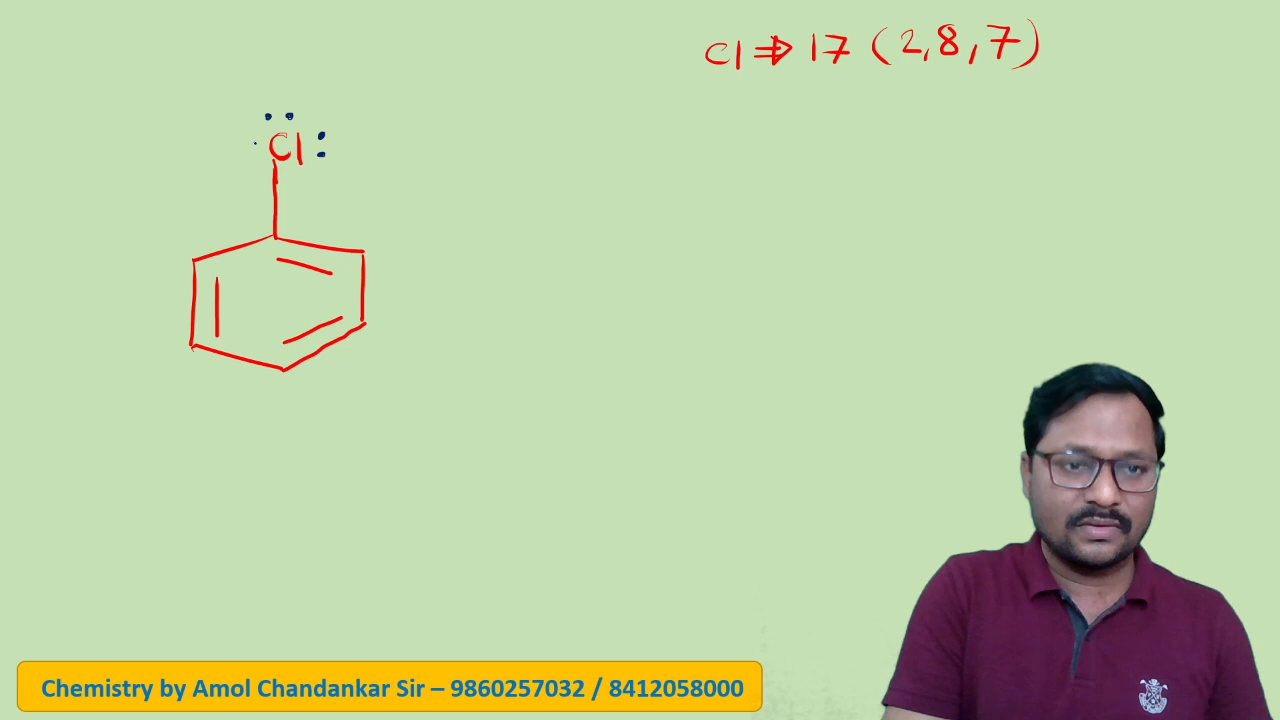 Cl ⇒ 17 (2,8,7)
Cl
Chemistry by Amol Chandankar Sir – 9860257032 / 8412058000